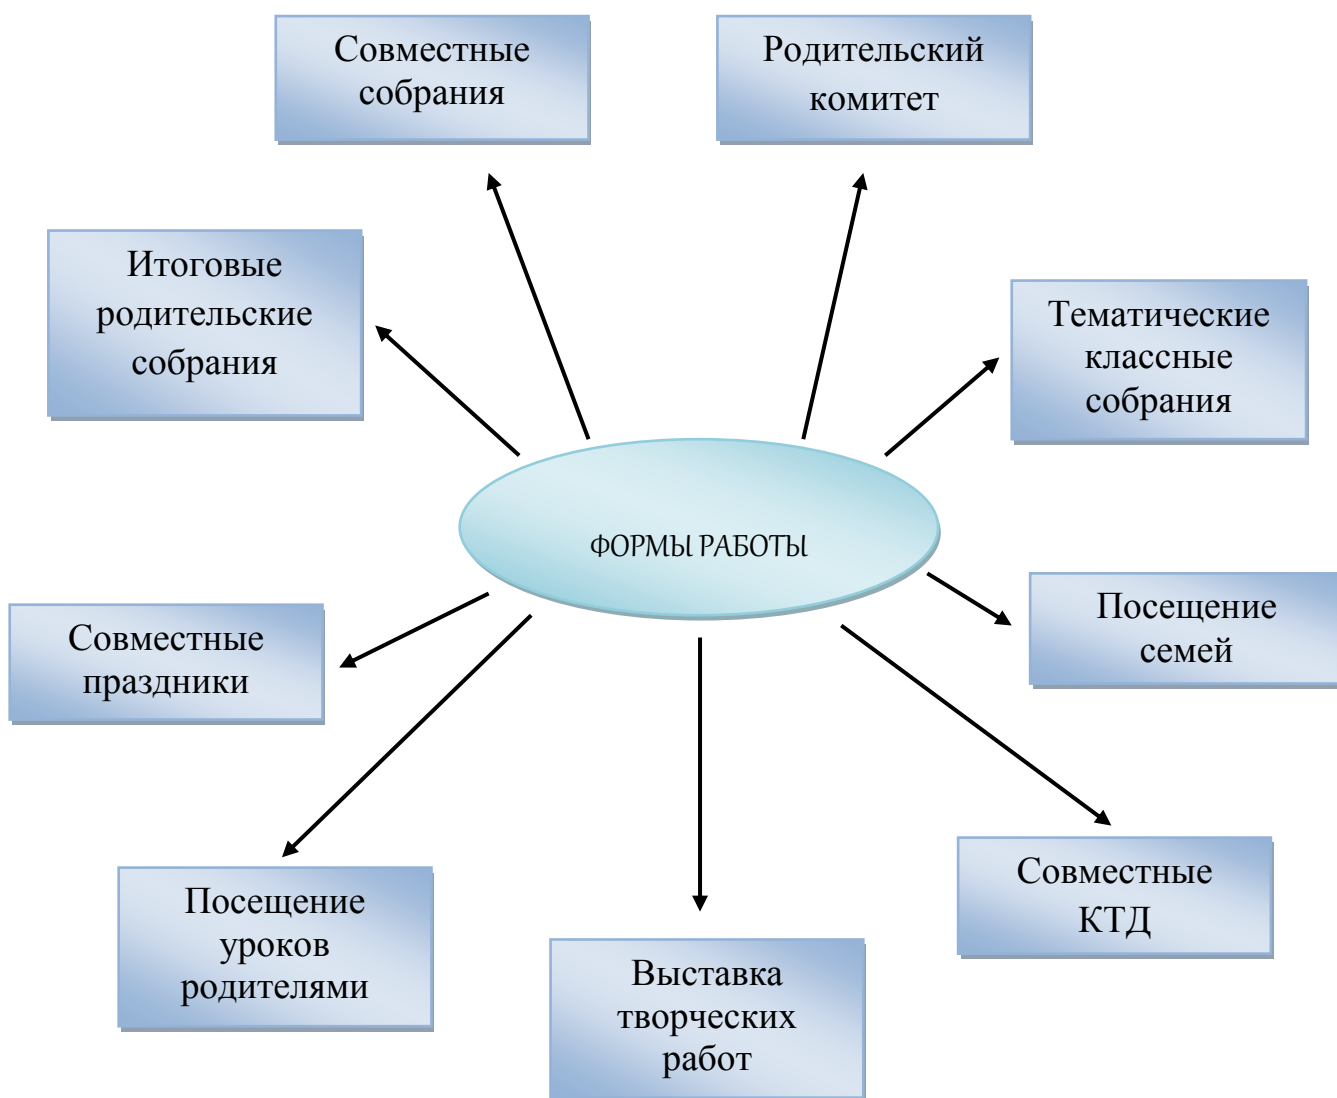 Совместные
собрания
Родительский
комитет
Итоговые
родительские
собрания
Тематические
классные
собрания
ФОРМЫ РАБОТЫ
Посещение
семей
Совместные
праздники
Совместные
КТД
Посещение
уроков
родителями
Выставка
творческих
работ